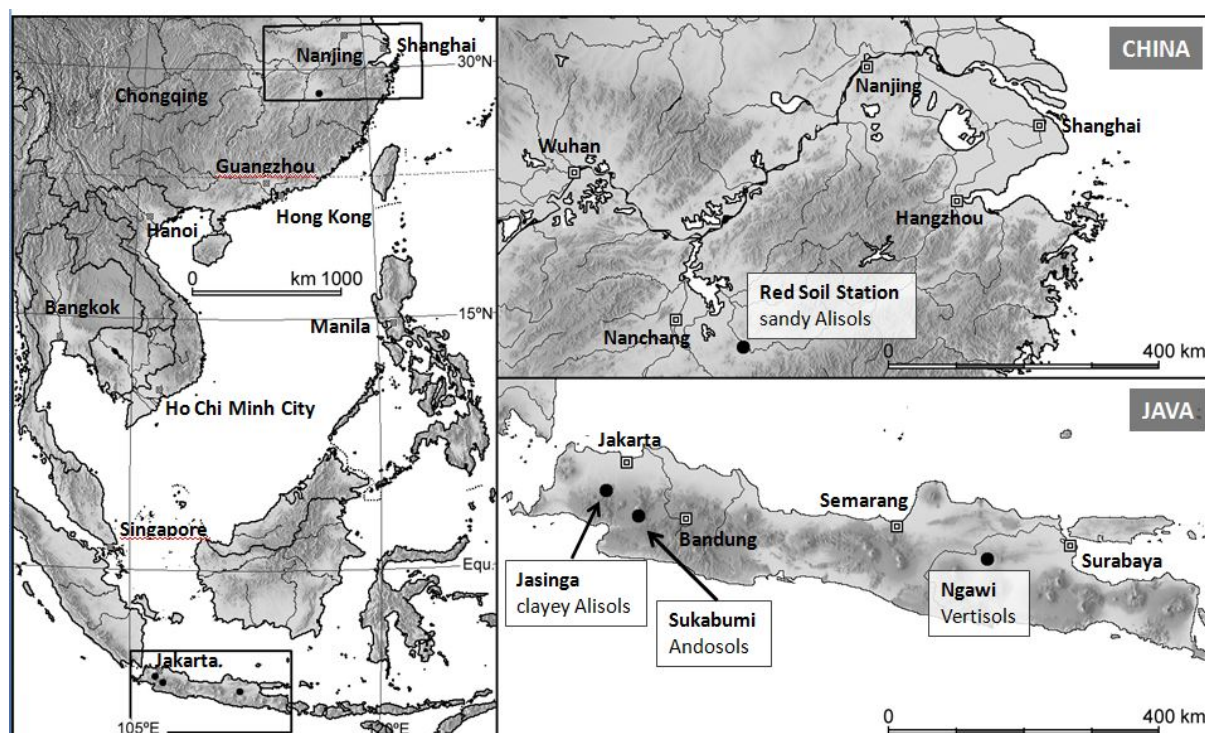 Nanjing
Shanghai
30ºN
Chongqing
Guangzhou
Hong Kong
Hanoi
0
km 1000
Bangkok
Manila
15ºN
Ho Chi Minh City
Singapore
Equ.
Jakarta.
105ºE
120ºE
CHINA
Nanjing
Shanghai
Wuhan
Hangzhou
Red Soil Station
sandy Alisols
Nanchang
0
400 km
JAVA
Jakarta
Semarang
Bandung
Surabaya
Jasinga
clayey Alisols
Sukabumi
Andosols
Ngawi
Vertisols
0
400 km